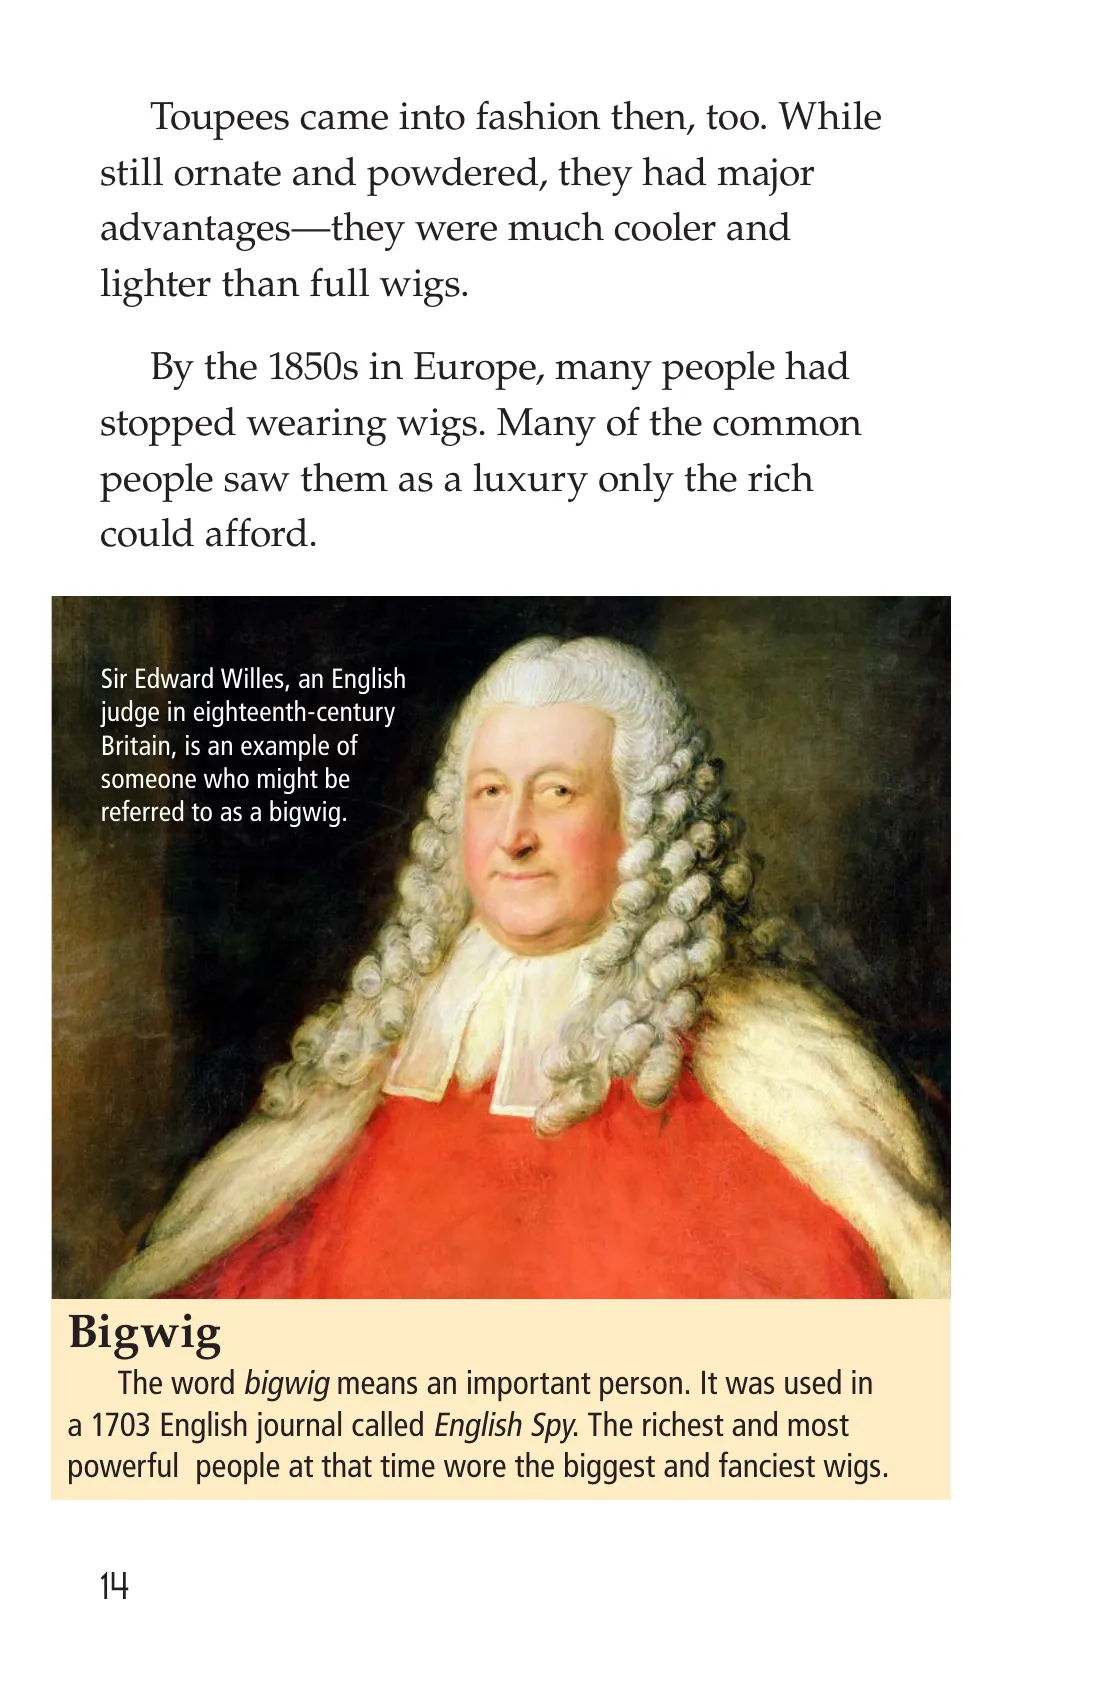 Toupees came into fashion then, too. While
still ornate and powdered, they had major
advantages—they were much cooler and
lighter than full wigs.
By the 1850s in Europe, many people had
stopped wearing wigs. Many of the common
people saw them as a luxury only the rich
could afford.
Sir Edward Willes, an English
judge in eighteenth-century
Britain, is an example of
someone who might be
referred to as a bigwig.
Bigwig
The word bigwig means an important person. It was used in
a 1703 English journal called English Spy. The richest and most
powerful  people at that time wore the biggest and fanciest wigs.
14